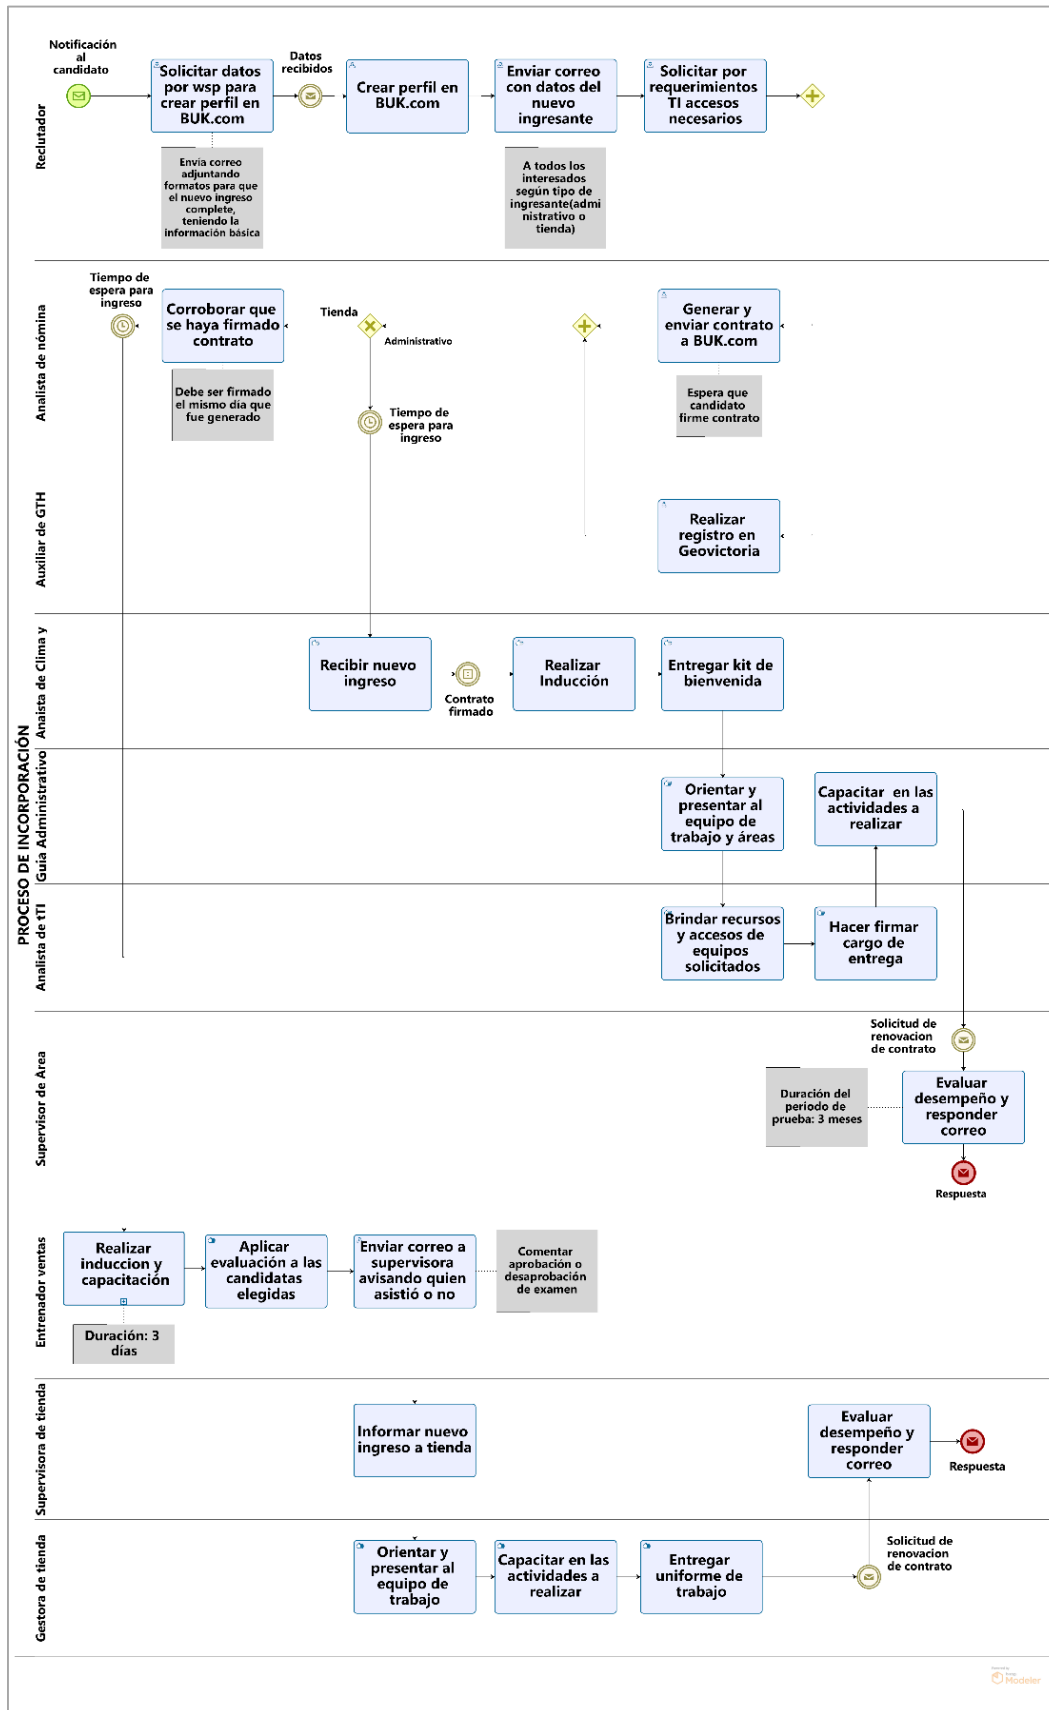 PROCESO DE INCORPORACIÓN
Reclutador
Notificación
al
candidato
Solicitar datos
por wsp para
crear perfil en
BUK.com
Datos
recibidos
Crear perfil en
BUK.com
Enviar correo
con datos del
nuevo
ingresante
Solicitar por
requerimientos
TI accesos
necesarios
Envia correo
adjuntando
formatos para que
el nuevo ingreso
complete,
teniendo la
información básica
A todos los
interesados
según tipo de
ingresante(admi
nistrativo o
tienda)
Analista de nómina
Tiempo de
espera para
ingreso
Corroborar que
se haya firmado
contrato
Tienda
Administrativo
Generar y
enviar contrato
a BUK.com
Debe ser firmado
el mismo día que
fue generado
Tiempo de
espera para
ingreso
Espera que
candidato
firme contrato
Auxiliar de GTH
Realizar
registro en
Geovictoria
Anaista de Clima y
Recibir nuevo
ingreso
Contrato
firmado
Realizar
Inducción
Entregar kit de
bienvenida
Guia Administrativo
Orientar y
presentar al
equipo de
trabajo y áreas
Capacitar en las
actividades a
realizar
Analista de tTI
Brindar recursos
y accesos de
equipos
solicitados
Hacer firmar
cargo de
entrega
Supervisor de Area
Solicitud de
renovacion
de contrato
Duración del
periodo de
prueba: 3 meses
Evaluar
desempeño y
responder
correo
Respuesta
Entrenador ventas
Realizar
induccion y
capacitación
Aplicar
evaluación a las
candidatas
elegidas
Enviar correo a
supervisora
avisando quien
asistió o no
Comentar
aprobación o
desaprobación
de examen
Duración: 3
días
Supervisora de tienda
Informar nuevo
ingreso a tienda
Evaluar
desempeño y
responder
correo
Respuesta
Gestora de tienda
Orientar y
presentar al
equipo de
trabajo
Capacitar en las
actividades a
realizar
Entregar
uniforme de
trabajo
Solicitud de
renovacion
de contrato
Modeler